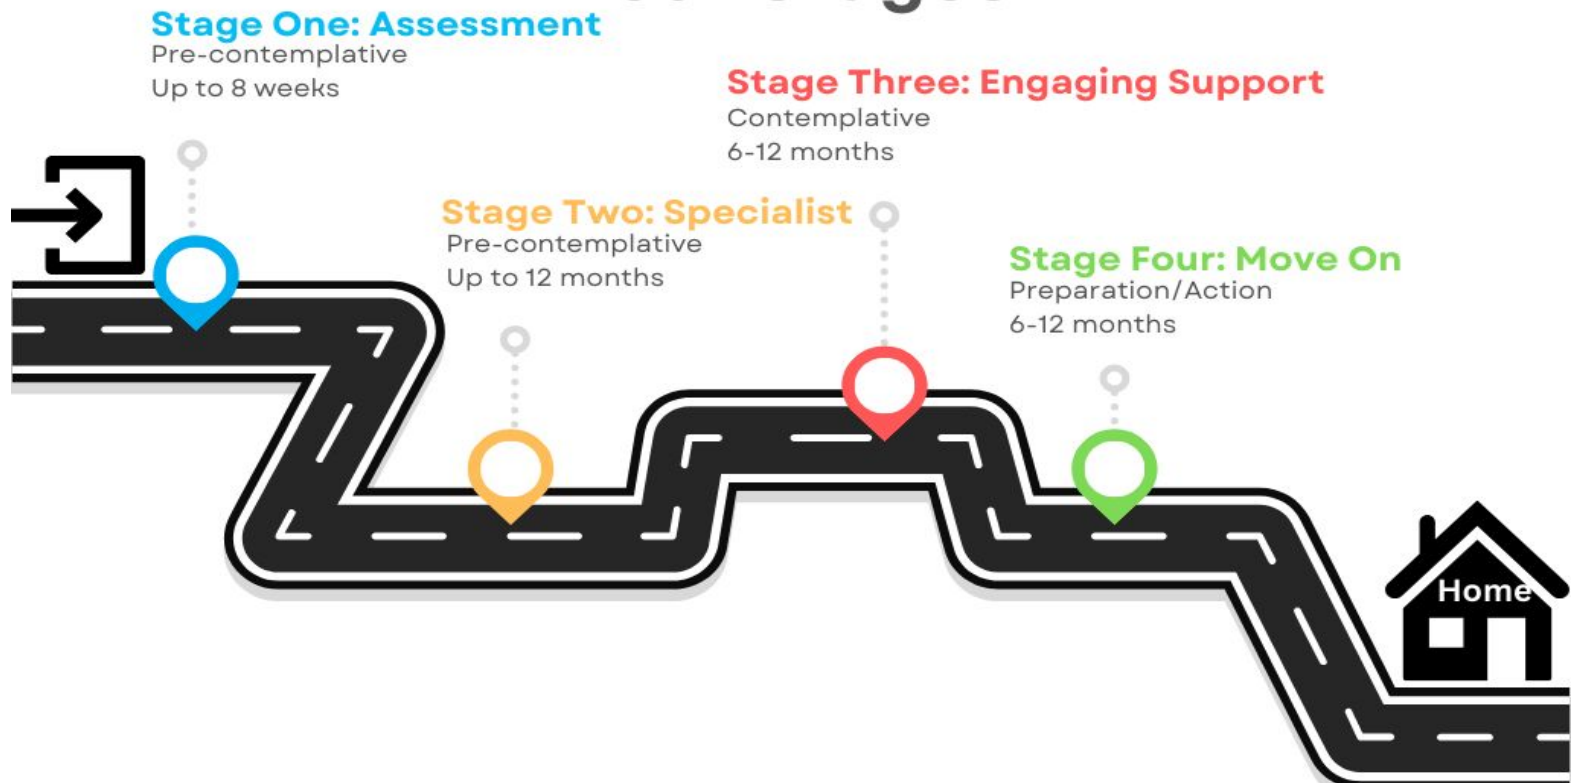 Stage One: Assessment
Pre-contemplative
Up to 8 weeks
Stage Three: Engaging Support
Contemplative
6-12 months
Stage Two: Specialist
Pre-contemplative
Up to 12 months
Stage Four: Move On
Preparation/Action
6-12 months
Home